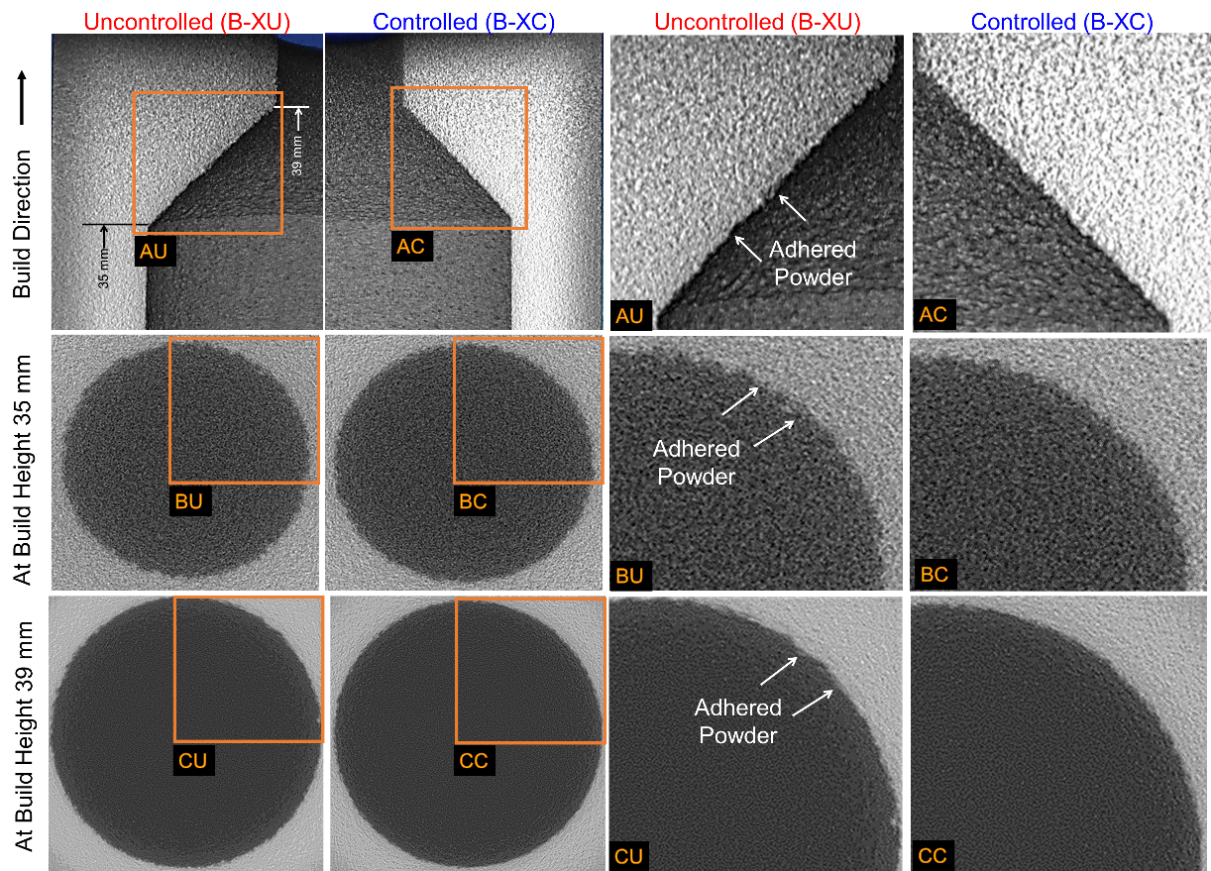 Uncontrolled (B-XU)
Controlled (B-XC)
Uncontrolled (B-XU)
Controlled (B-XC)
Build Direction
39 mm
35 mm
AU
AC
Adhered
Powder
AU
AC
At Build Height 35 mm
BU
BC
Adhered
Powder
BU
BC
At Build Height 39 mm
CU
CC
Adhered
Powder
CU
CC